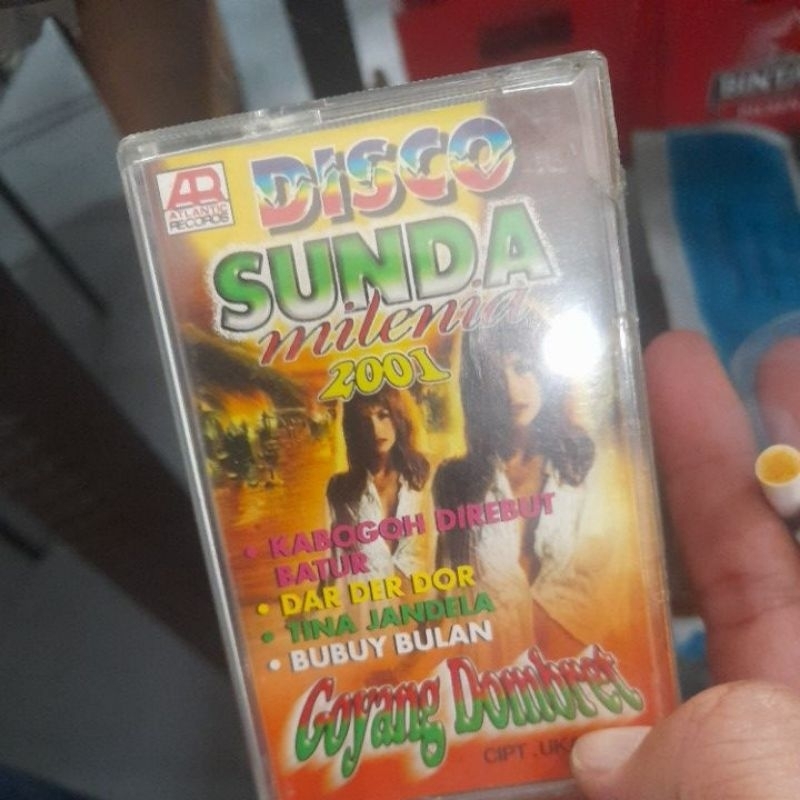 AR
ATLANTIC
RECORDS
DISCO
SUNDA
milenia
2001
• KABOGOH DIREBUT
BATUR
• DAR DER DOR
• TINA JANDELA
• BUBUY BULAN
Goyang Dombret
CIPT.